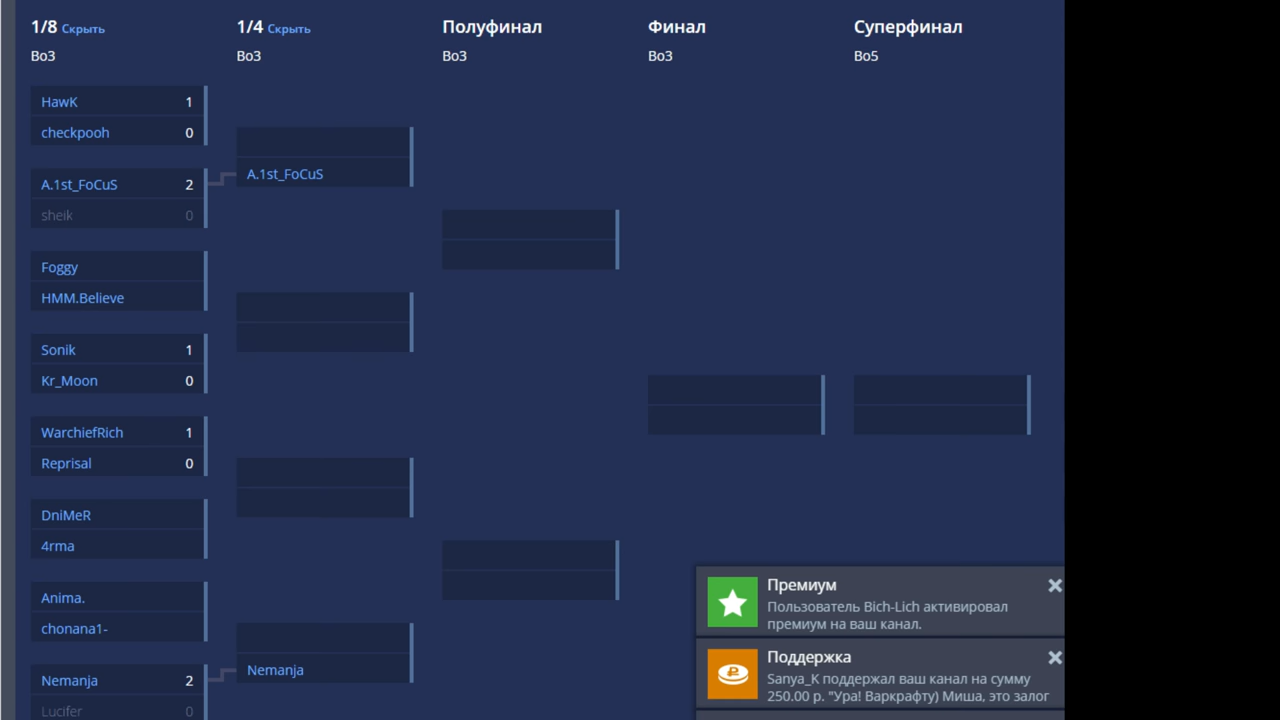 1/8 Скрыть
Bo3
1/4 Скрыть
Bo3
Полуфинал
Bo3
Финал
Bo3
Суперфинал
Bo5
HawK 1
checkpooh 0
A.1st_FoCuS 2
sheik 0
Foggy
HMM.Believe
Sonik 1
Kr_Moon 0
WarchiefRich 1
Reprisal 0
DniMeR
4rma
Anima.
chonana1-
Nemanja 2
Lucifer 0
A.1st_FoCuS
Nemanja
Премиум
Пользователь Bich-Lich активировал
премиум на ваш канал.
Поддержка
Sanya_K поддержал ваш канал на сумму
250.00 р. "Ура! Варкрафту) Миша, это залог